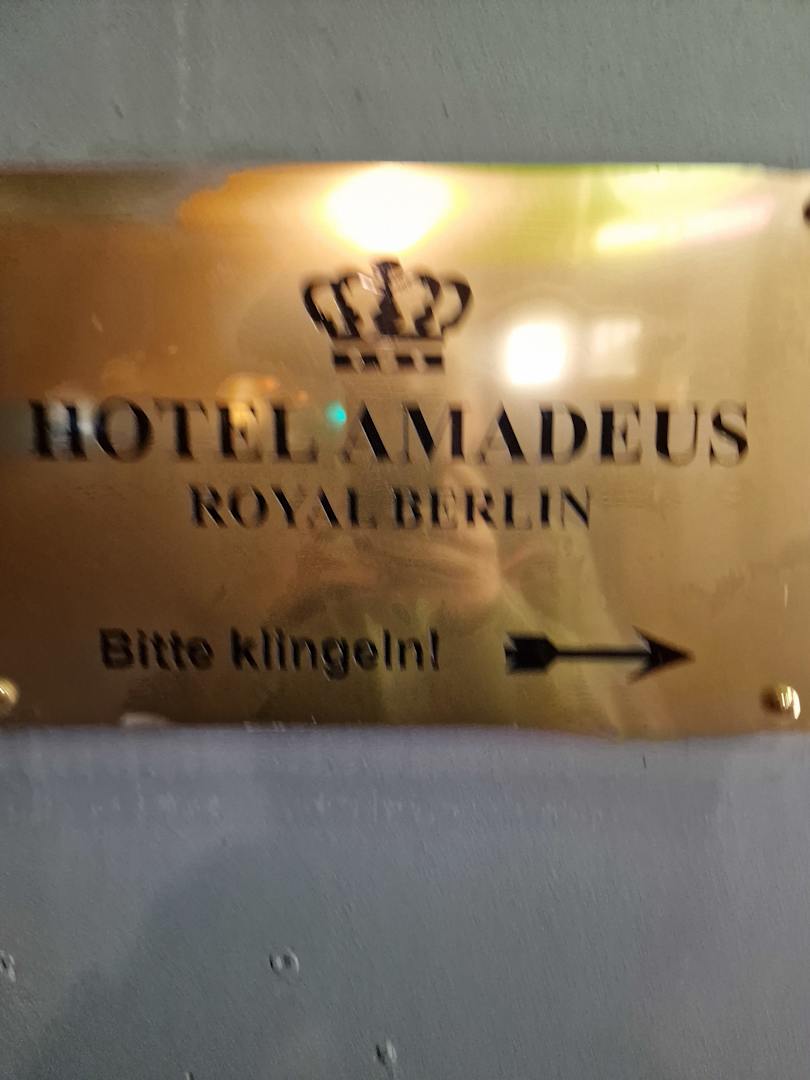 HOTEL AMADEUS
ROYAL BERLIN
Bitte klingeln!